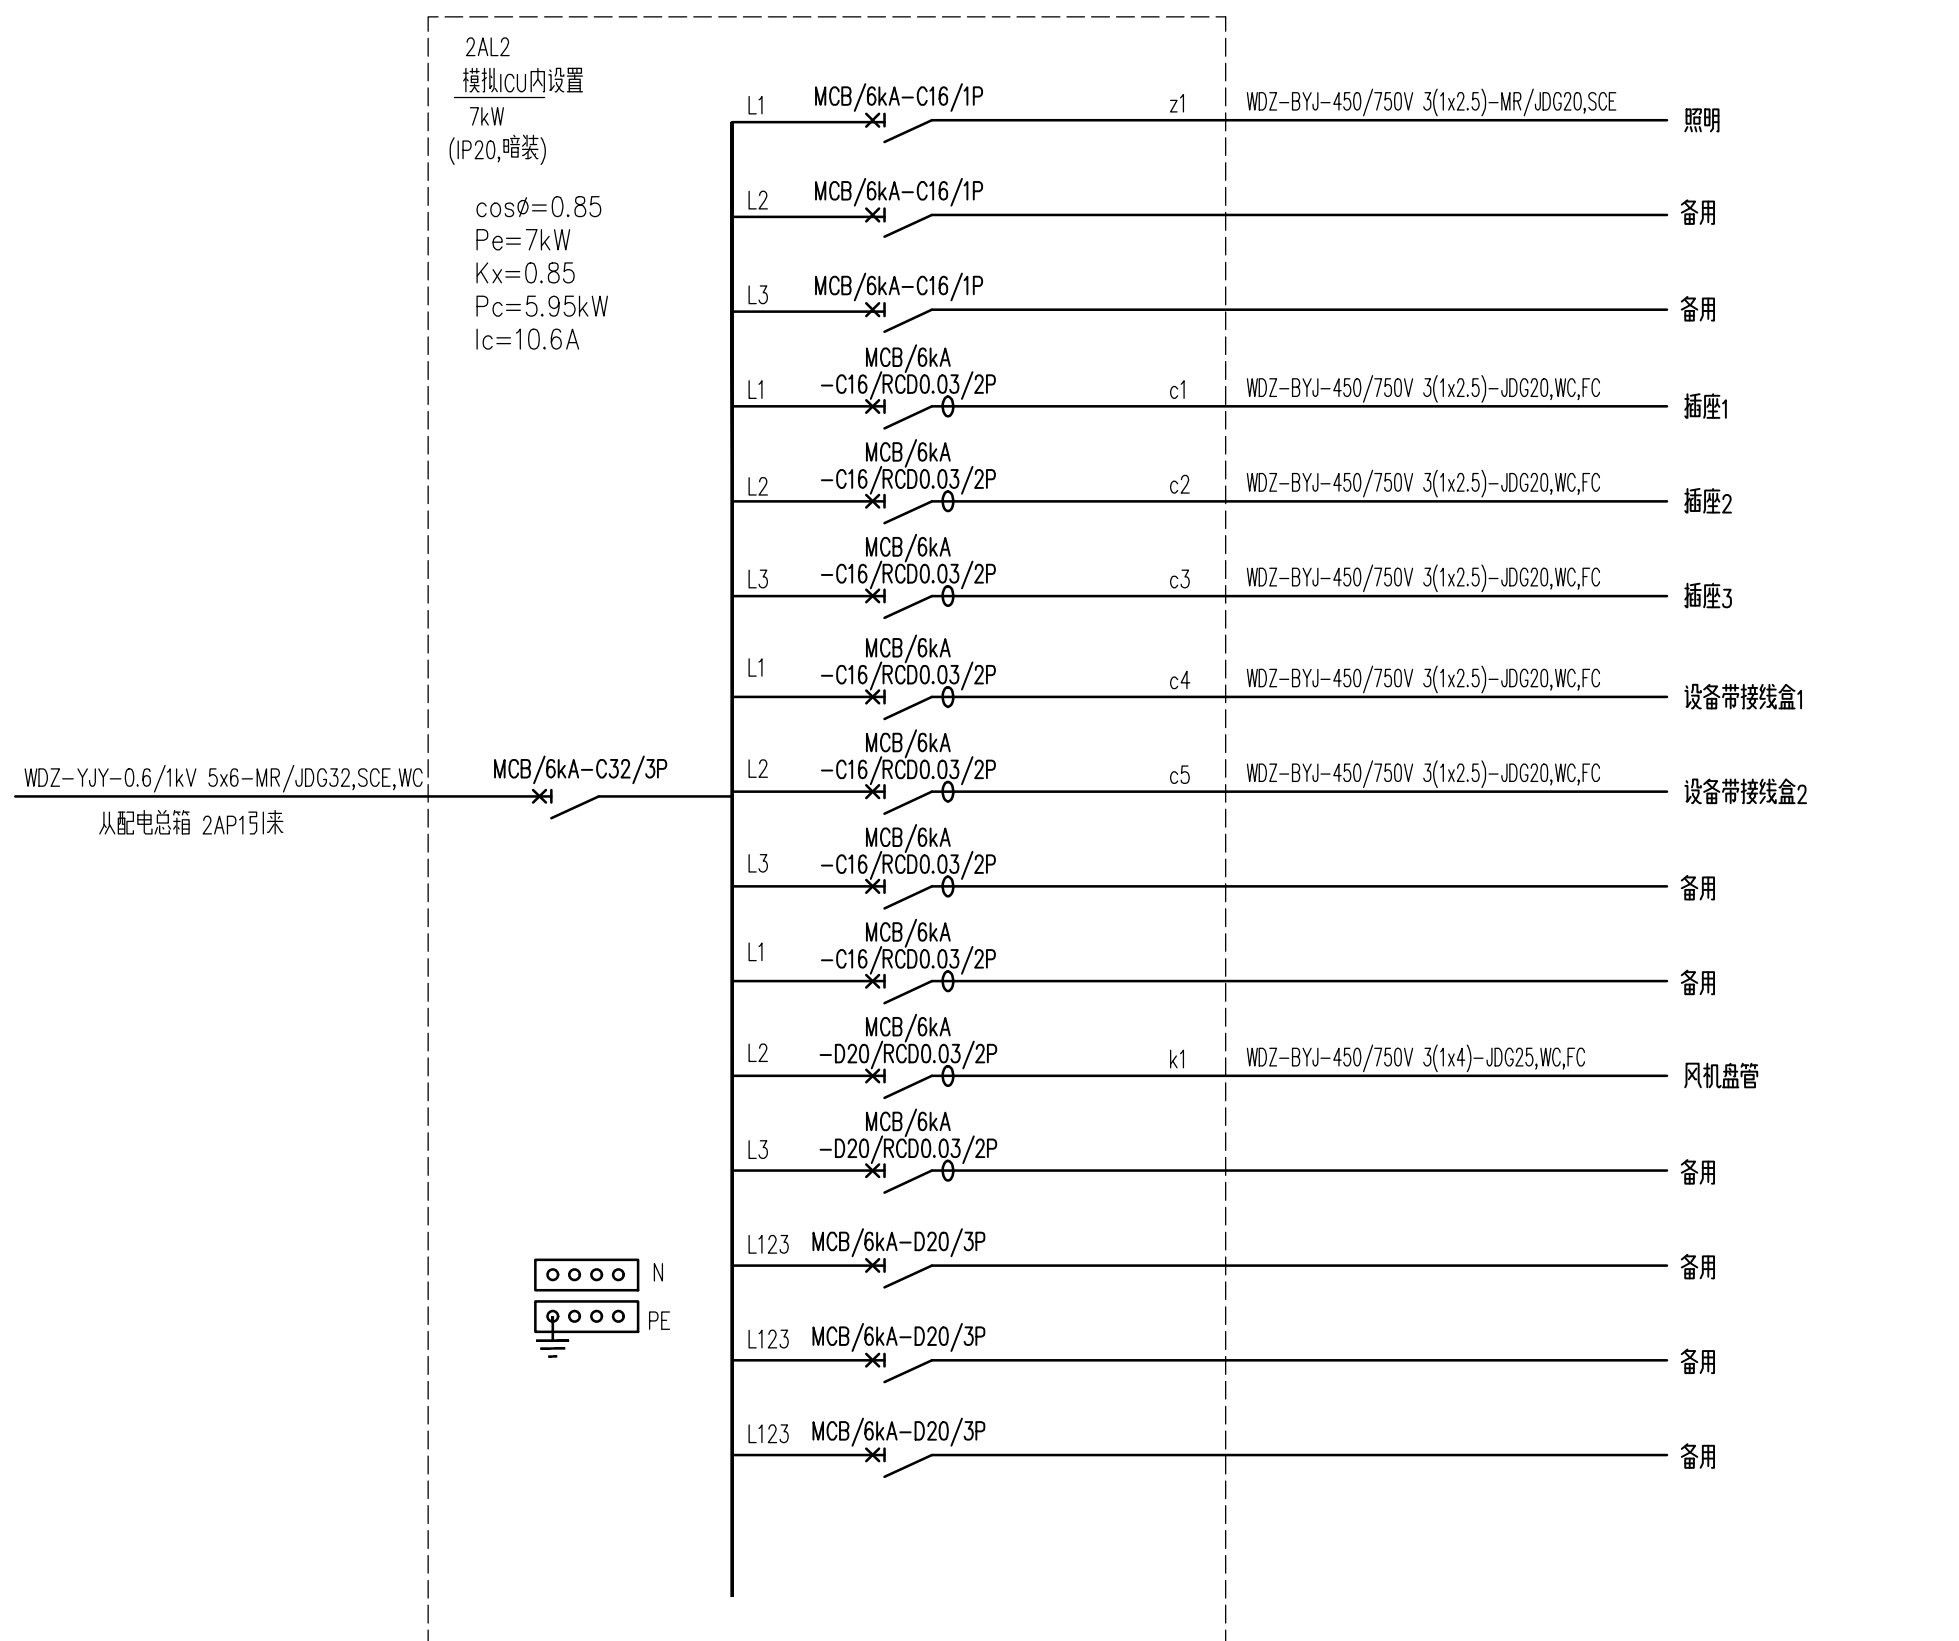 2AL2
模拟ICU内设置
7kW
(IP20,暗装)
cosø=0.85
Pe=7kW
Kx=0.85
Pc=5.95kW
Ic=10.6A
L1 MCB/6kA-C16/1P z1 WDZ-BYJ-450/750V 3(1x2.5)-MR/JDG20,SCE 照明
L2 MCB/6kA-C16/1P 备用
L3 MCB/6kA-C16/1P 备用
MCB/6kA
L1 -C16/RCD0.03/2P c1 WDZ-BYJ-450/750V 3(1x2.5)-JDG20,WC,FC 插座1
MCB/6kA
L2 -C16/RCD0.03/2P c2 WDZ-BYJ-450/750V 3(1x2.5)-JDG20,WC,FC 插座2
MCB/6kA
L3 -C16/RCD0.03/2P c3 WDZ-BYJ-450/750V 3(1x2.5)-JDG20,WC,FC 插座3
MCB/6kA
L1 -C16/RCD0.03/2P c4 WDZ-BYJ-450/750V 3(1x2.5)-JDG20,WC,FC 设备带接线盒1
MCB/6kA
L2 -C16/RCD0.03/2P c5 WDZ-BYJ-450/750V 3(1x2.5)-JDG20,WC,FC 设备带接线盒2
WDZ-YJY-0.6/1kV 5x6-MR/JDG32,SCE,WC MCB/6kA-C32/3P
从配电总箱 2AP1引来
MCB/6kA
L3 -C16/RCD0.03/2P 备用
MCB/6kA
L1 -C16/RCD0.03/2P 备用
MCB/6kA
L2 -D20/RCD0.03/2P k1 WDZ-BYJ-450/750V 3(1x4)-JDG25,WC,FC 风机盘管
MCB/6kA
L3 -D20/RCD0.03/2P 备用
L123 MCB/6kA-D20/3P 备用
N
PE
L123 MCB/6kA-D20/3P 备用
L123 MCB/6kA-D20/3P 备用